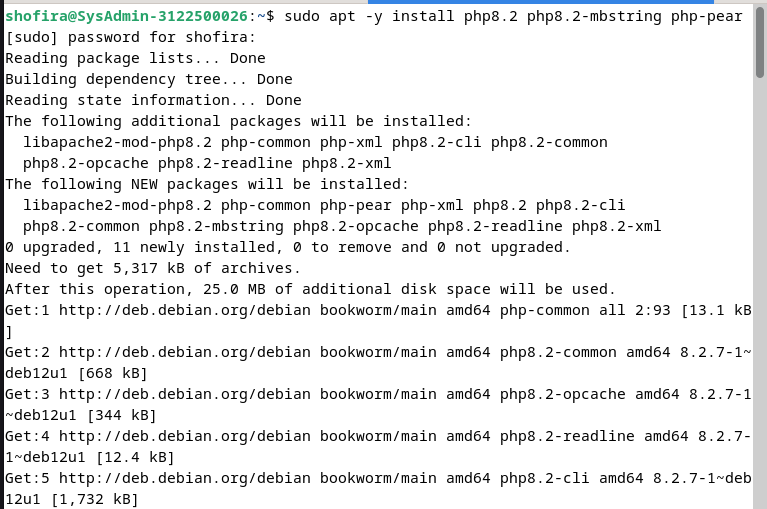 shofira@SysAdmin-3122500026:~$ sudo apt -y install php8.2 php8.2-mbstring php-pear
[sudo] password for shofira:
Reading package lists... Done
Building dependency tree... Done
Reading state information... Done
The following additional packages will be installed:
  libapache2-mod-php8.2 php-common php-xml php8.2-cli php8.2-common
  php8.2-opcache php8.2-readline php8.2-xml
The following NEW packages will be installed:
  libapache2-mod-php8.2 php-common php-pear php-xml php8.2 php8.2-cli
  php8.2-common php8.2-mbstring php8.2-opcache php8.2-readline php8.2-xml
0 upgraded, 11 newly installed, 0 to remove and 0 not upgraded.
Need to get 5,317 kB of archives.
After this operation, 25.0 MB of additional disk space will be used.
Get:1 http://deb.debian.org/debian bookworm/main amd64 php-common all 2:93 [13.1 kB
]
Get:2 http://deb.debian.org/debian bookworm/main amd64 php8.2-common amd64 8.2.7-1~
deb12u1 [668 kB]
Get:3 http://deb.debian.org/debian bookworm/main amd64 php8.2-opcache amd64 8.2.7-1
~deb12u1 [344 kB]
Get:4 http://deb.debian.org/debian bookworm/main amd64 php8.2-readline amd64 8.2.7-
1~deb12u1 [12.4 kB]
Get:5 http://deb.debian.org/debian bookworm/main amd64 php8.2-cli amd64 8.2.7-1~deb
12u1 [1,732 kB]